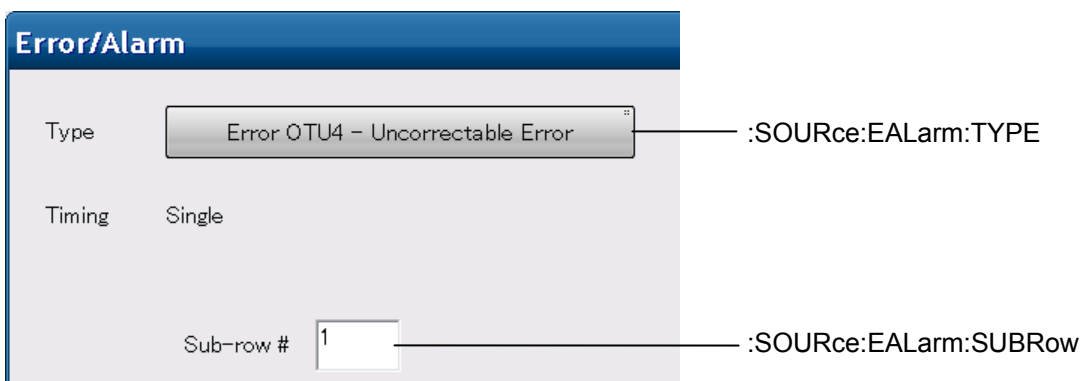 Error/Alarm
Type Error OTU4 - Uncorrectable Error :SOURce:EALarm:TYPE
Timing Single
Sub-row # 1 :SOURce:EALarm:SUBRow